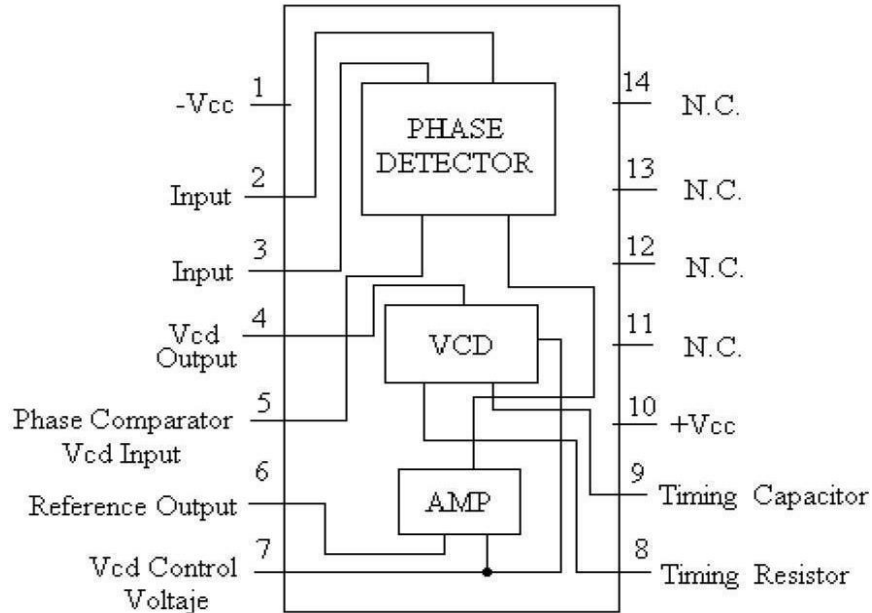 1
-Vcc
2
Input
3
Input
4
Vcd
Output
5
Phase Comparator
Vcd Input
6
Reference Output
7
Vcd Control
Voltaje
PHASE
DETECTOR
VCD
AMP
14
N.C.
13
N.C.
12
N.C.
11
N.C.
10
+Vcc
9
Timing Capacitor
8
Timing Resistor